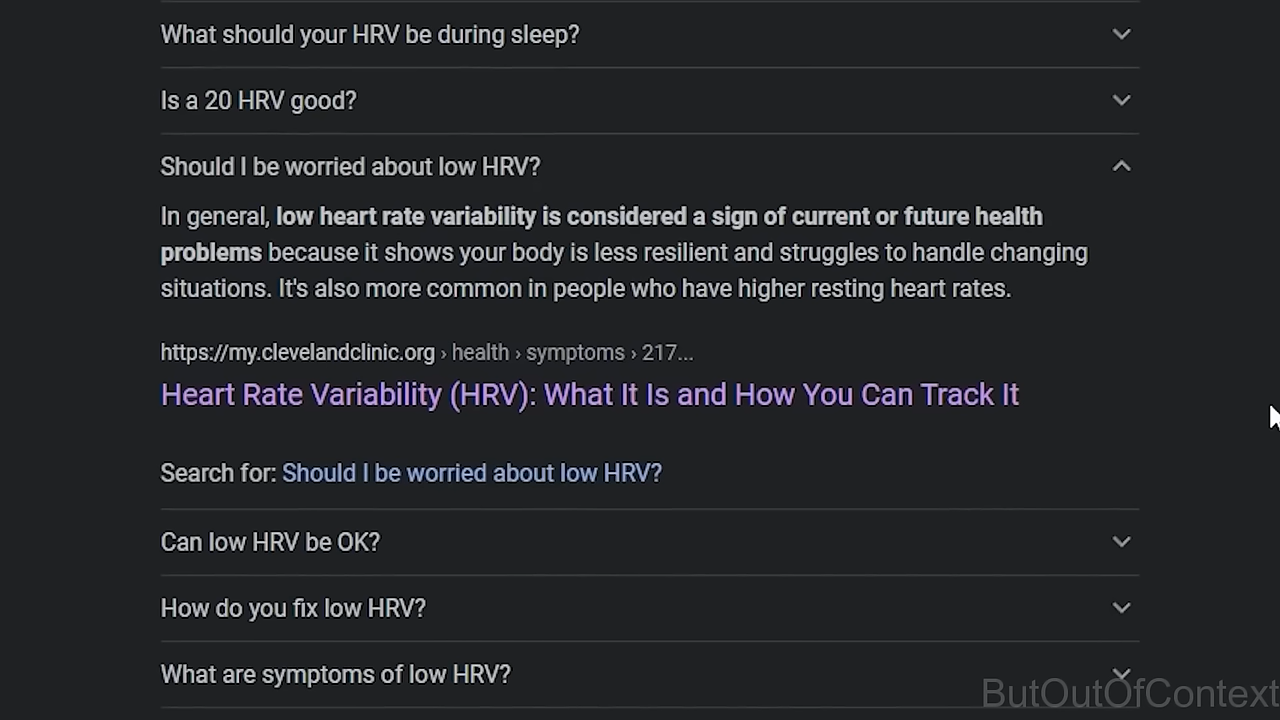 What should your HRV be during sleep?
Is a 20 HRV good?
Should I be worried about low HRV?
In general, low heart rate variability is considered a sign of current or future health
problems because it shows your body is less resilient and struggles to handle changing
situations. It's also more common in people who have higher resting heart rates.
https://my.clevelandclinic.org › health › symptoms › 217...
Heart Rate Variability (HRV): What It Is and How You Can Track It
Search for: Should I be worried about low HRV?
Can low HRV be OK?
How do you fix low HRV?
What are symptoms of low HRV?
ButOutOfContext